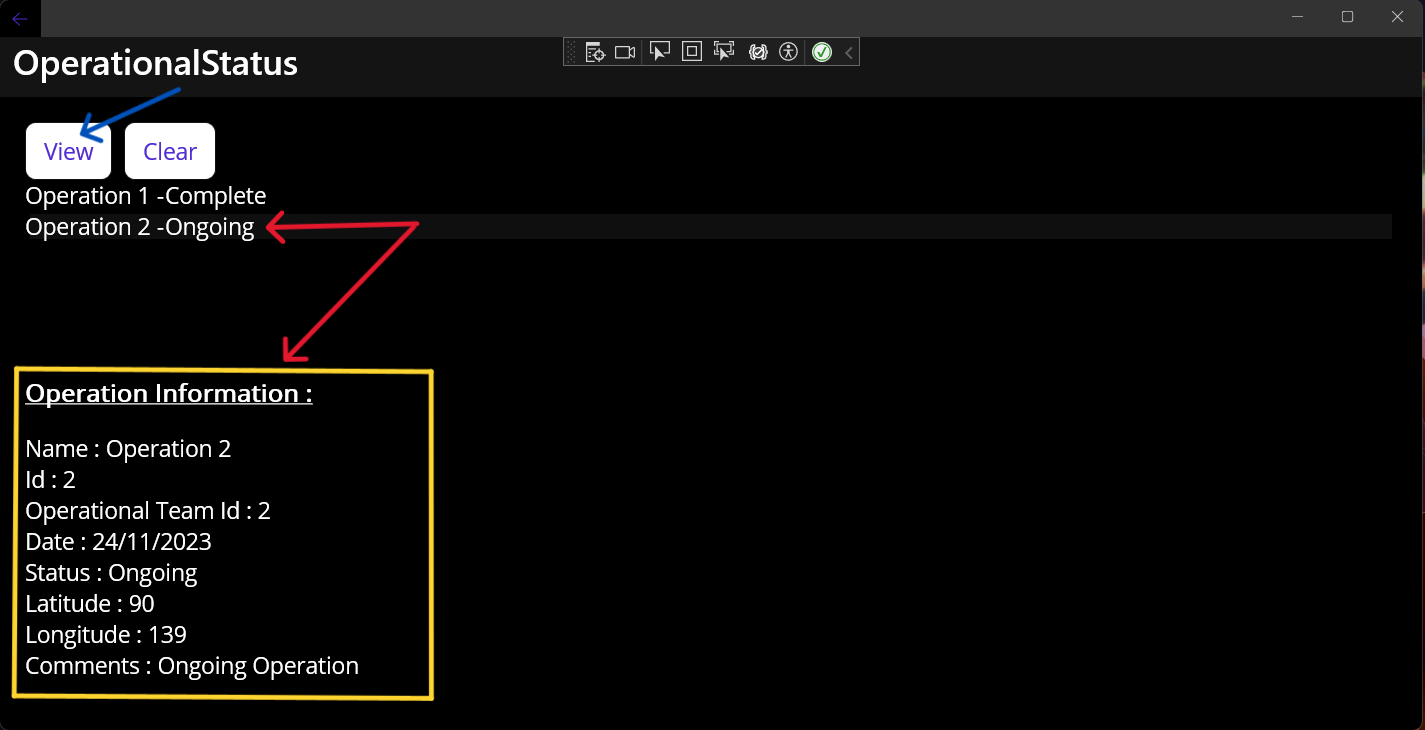 OperationalStatus
View Clear
Operation 1 -Complete
Operation 2 -Ongoing
Operation Information :
Name : Operation 2
Id : 2
Operational Team Id : 2
Date : 24/11/2023
Status : Ongoing
Latitude : 90
Longitude : 139
Comments : Ongoing Operation